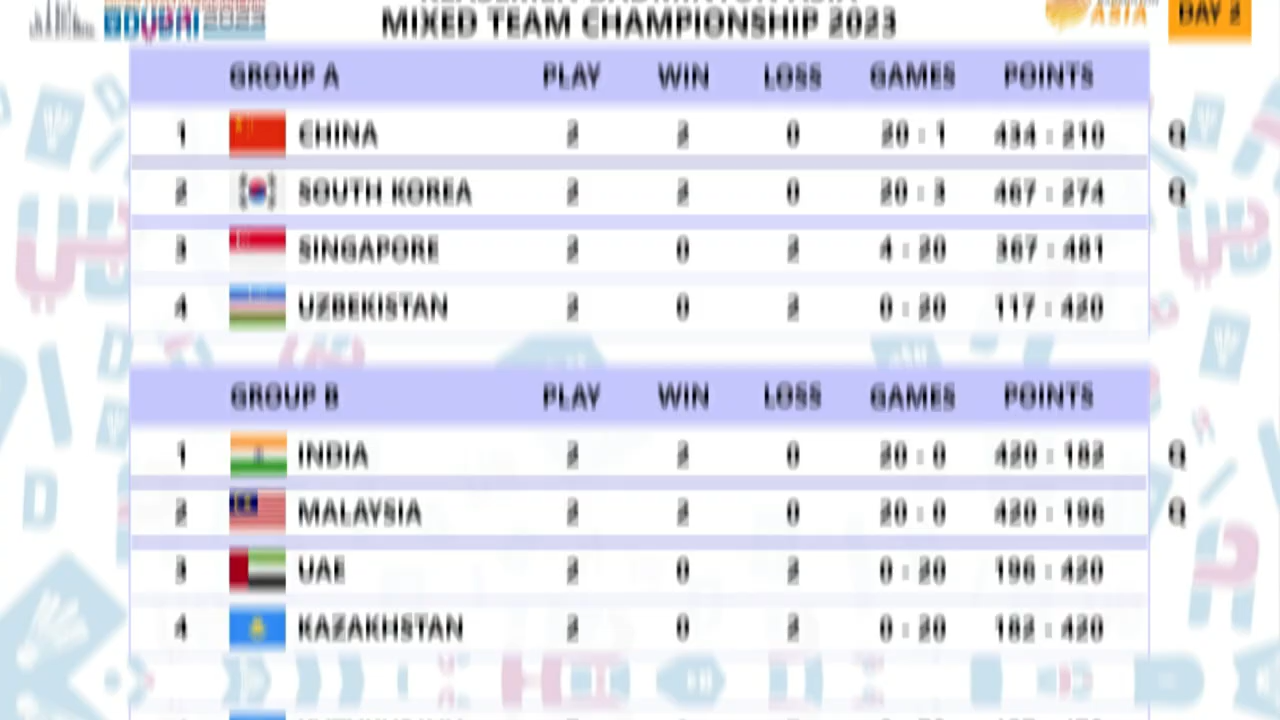 MIXED TEAM CHAMPIONSHIP 2023
ASIA
DAY 2
GROUP A PLAY WIN LOSS GAMES POINTS
1 CHINA 2 2 0 20 : 1 434 : 210 Q
2 SOUTH KOREA 2 2 0 20 : 3 467 : 274 Q
3 SINGAPORE 2 0 2 4 : 20 367 : 481
4 UZBEKISTAN 2 0 2 0 : 20 117 : 420
GROUP B PLAY WIN LOSS GAMES POINTS
1 INDIA 2 2 0 20 : 0 420 : 182 Q
2 MALAYSIA 2 2 0 20 : 0 420 : 196 Q
3 UAE 2 0 2 0 : 20 196 : 420
4 KAZAKHSTAN 2 0 2 0 : 20 182 : 420